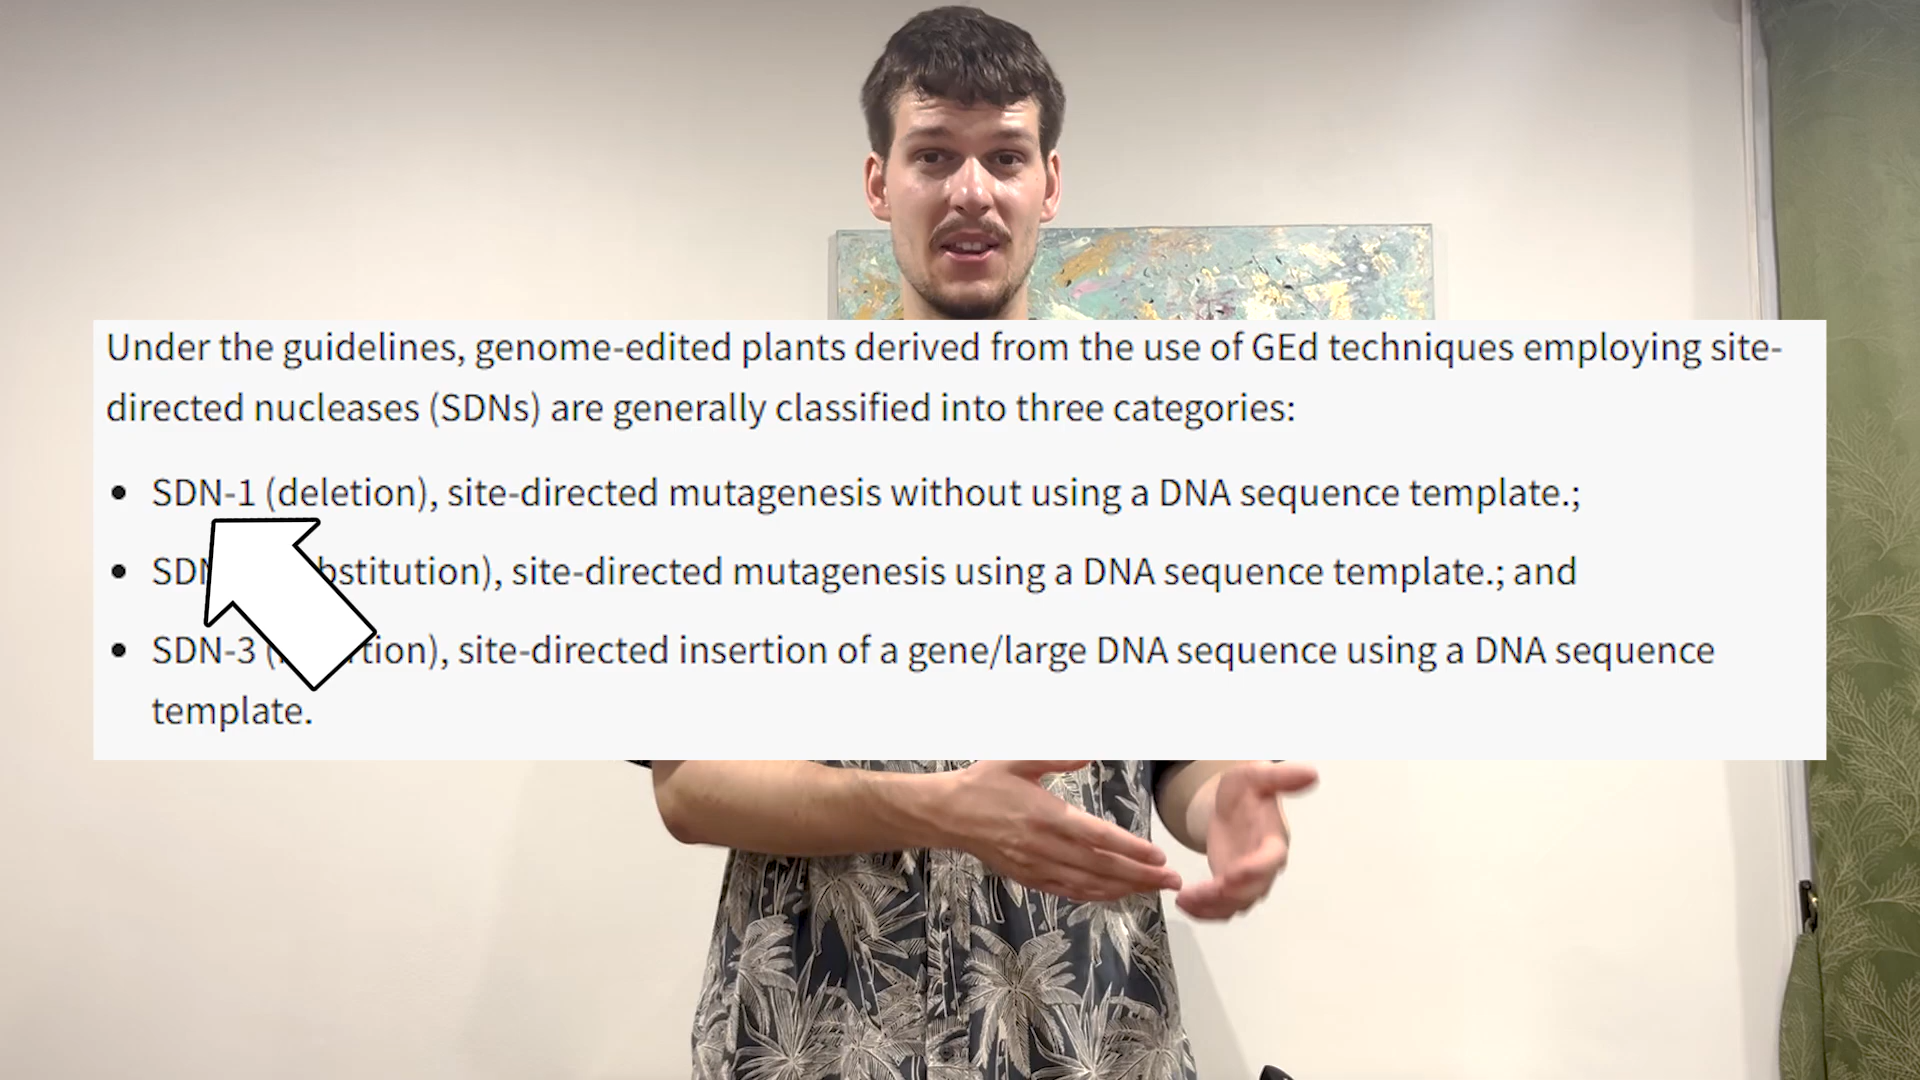 Under the guidelines, genome-edited plants derived from the use of GEd techniques employing site-
directed nucleases (SDNs) are generally classified into three categories:
• SDN-1 (deletion), site-directed mutagenesis without using a DNA sequence template.;
• site-directed mutagenesis using a DNA sequence template.; and
• SDN-3 site-directed insertion of a gene/large DNA sequence using a DNA sequence
template.